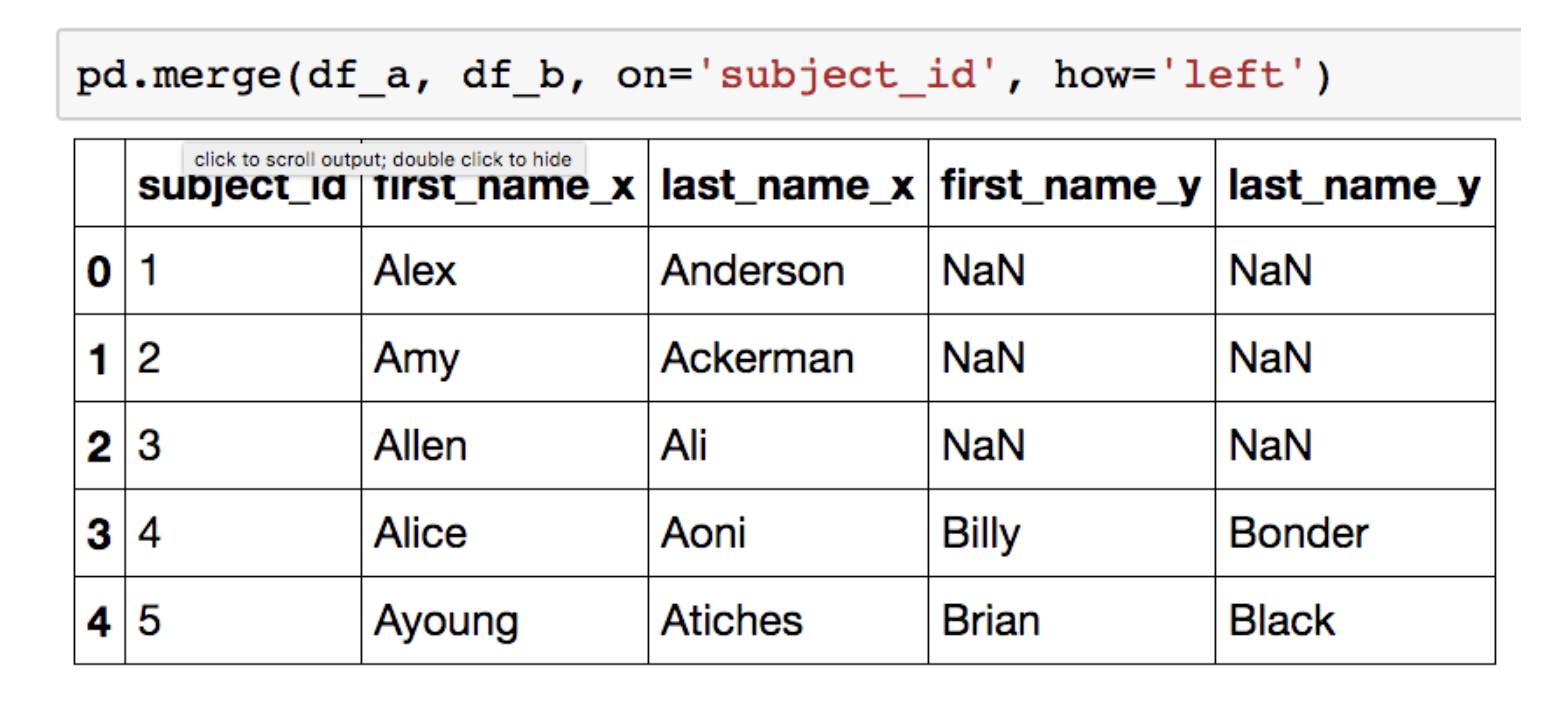 pd.merge(df_a, df_b, on='subject_id', how='left')
click to scroll output; double click to hide
subject_id first_name_x last_name_x first_name_y last_name_y
0 1 Alex Anderson NaN NaN
1 2 Amy Ackerman NaN NaN
2 3 Allen Ali NaN NaN
3 4 Alice Aoni Billy Bonder
4 5 Ayoung Atiches Brian Black